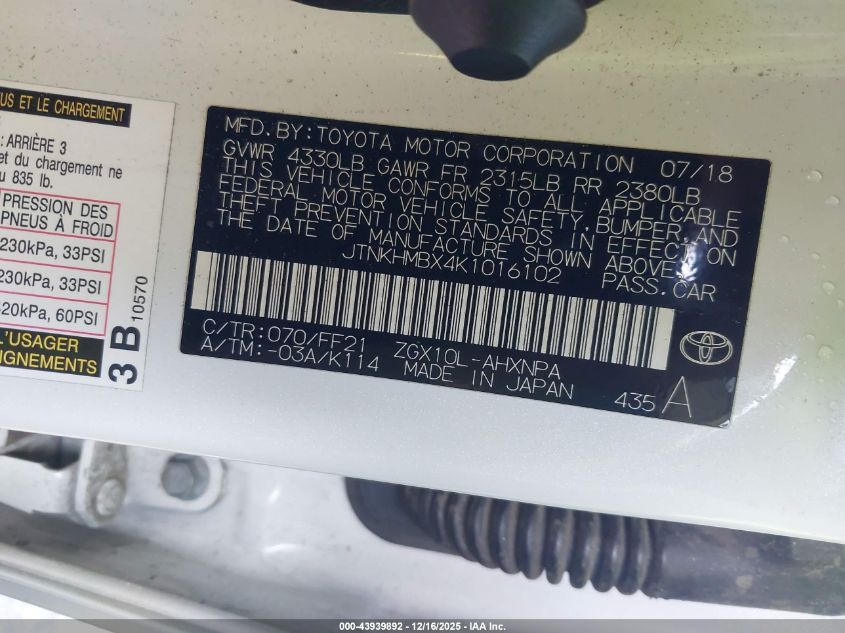 US ET LE CHARGEMENT
: ARRIÈRE 3
et du chargement ne
u 835 lb.
PRESSION DES
PNEUS À FROID
230kPa, 33PSI
230kPa, 33PSI
420kPa, 60PSI
L'USAGER
IGNEMENTS
3 B 10570
MFD. BY: TOYOTA MOTOR CORPORATION 07/18
GVWR 4330LB GAWR FR 2315LB RR 2380LB
THIS VEHICLE CONFORMS TO ALL APPLICABLE
FEDERAL MOTOR VEHICLE SAFETY, BUMPER, AND
THEFT PREVENTION STANDARDS IN EFFECT ON
THE DATE OF MANUFACTURE SHOWN ABOVE.
JTNKHMBX4K1016102 PASS. CAR
C/TR: 070/FF21 ZGX10L-AHXNPA
A/TM: -03A/K114 MADE IN JAPAN
435 A
000-43939892 - 12/16/2025 - IAA Inc.